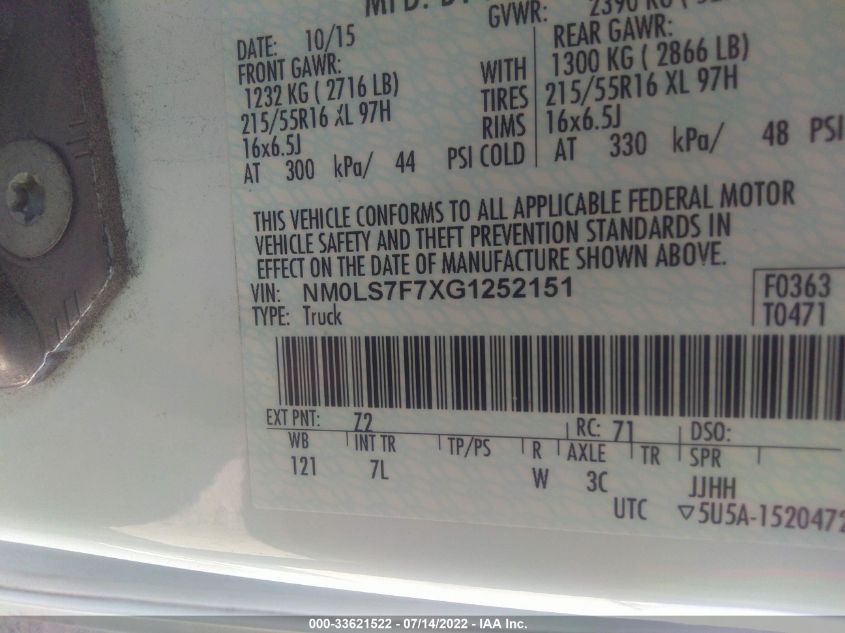 MFD. BY
GVWR: 2390 KG
DATE: 10/15
FRONT GAWR:
1232 KG ( 2716 LB)
215/55R16 XL 97H
16x6.5J
AT 300 kPa/ 44 PSI COLD
WITH
TIRES
RIMS
REAR GAWR:
1300 KG ( 2866 LB)
215/55R16 XL 97H
16x6.5J
AT 330 kPa/ 48 PSI
THIS VEHICLE CONFORMS TO ALL APPLICABLE FEDERAL MOTOR
VEHICLE SAFETY AND THEFT PREVENTION STANDARDS IN
EFFECT ON THE DATE OF MANUFACTURE SHOWN ABOVE.
VIN: NM0LS7F7XG1252151
TYPE: Truck
F0363
T0471
EXT PNT: Z2 RC: 71 DSO:
WB INT TR TP/PS R AXLE TR SPR
121 7L W 3C JJHH
UTC ▽5U5A-1520472
000-33621522 - 07/14/2022 - IAA Inc.